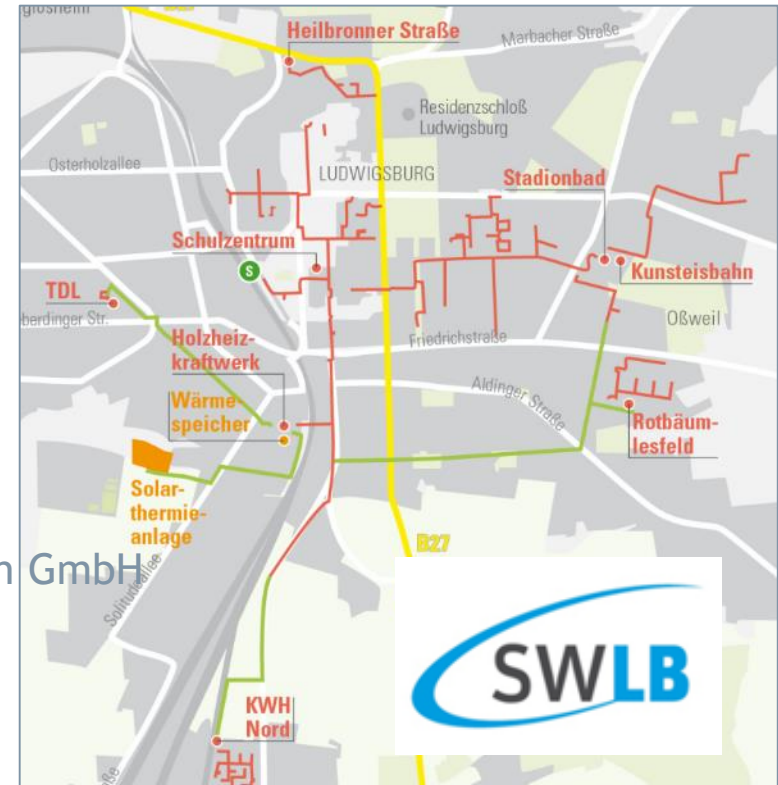 Heilbronner Straße
Marbacher Straße
Residenzschloß
Ludwigsburg
Osterholzallee
LUDWIGSBURG
Stadionbad
Schulzentrum
S
Kunsteisbahn
TDL
Oßweil
Str.
Friedrichstraße
Holzheiz-
kraftwerk
Aldinger Straße
Wärme-
speicher
Rotbäum-
lesfeld
Solar-
thermie-
anlage
B27
GmbH
Solitudeallee
SWLB
KWH
Nord